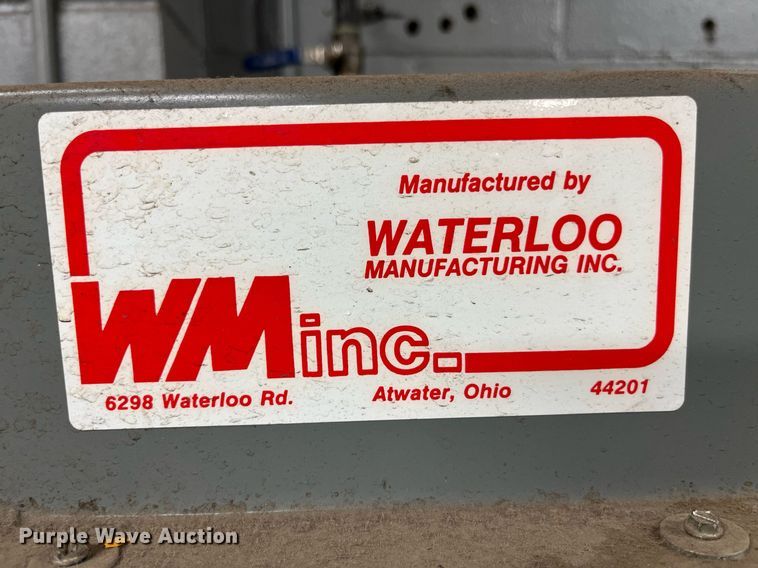 Manufactured by
WATERLOO
MANUFACTURING INC.
WMinc.
6298 Waterloo Rd. Atwater, Ohio 44201
Purple Wave Auction